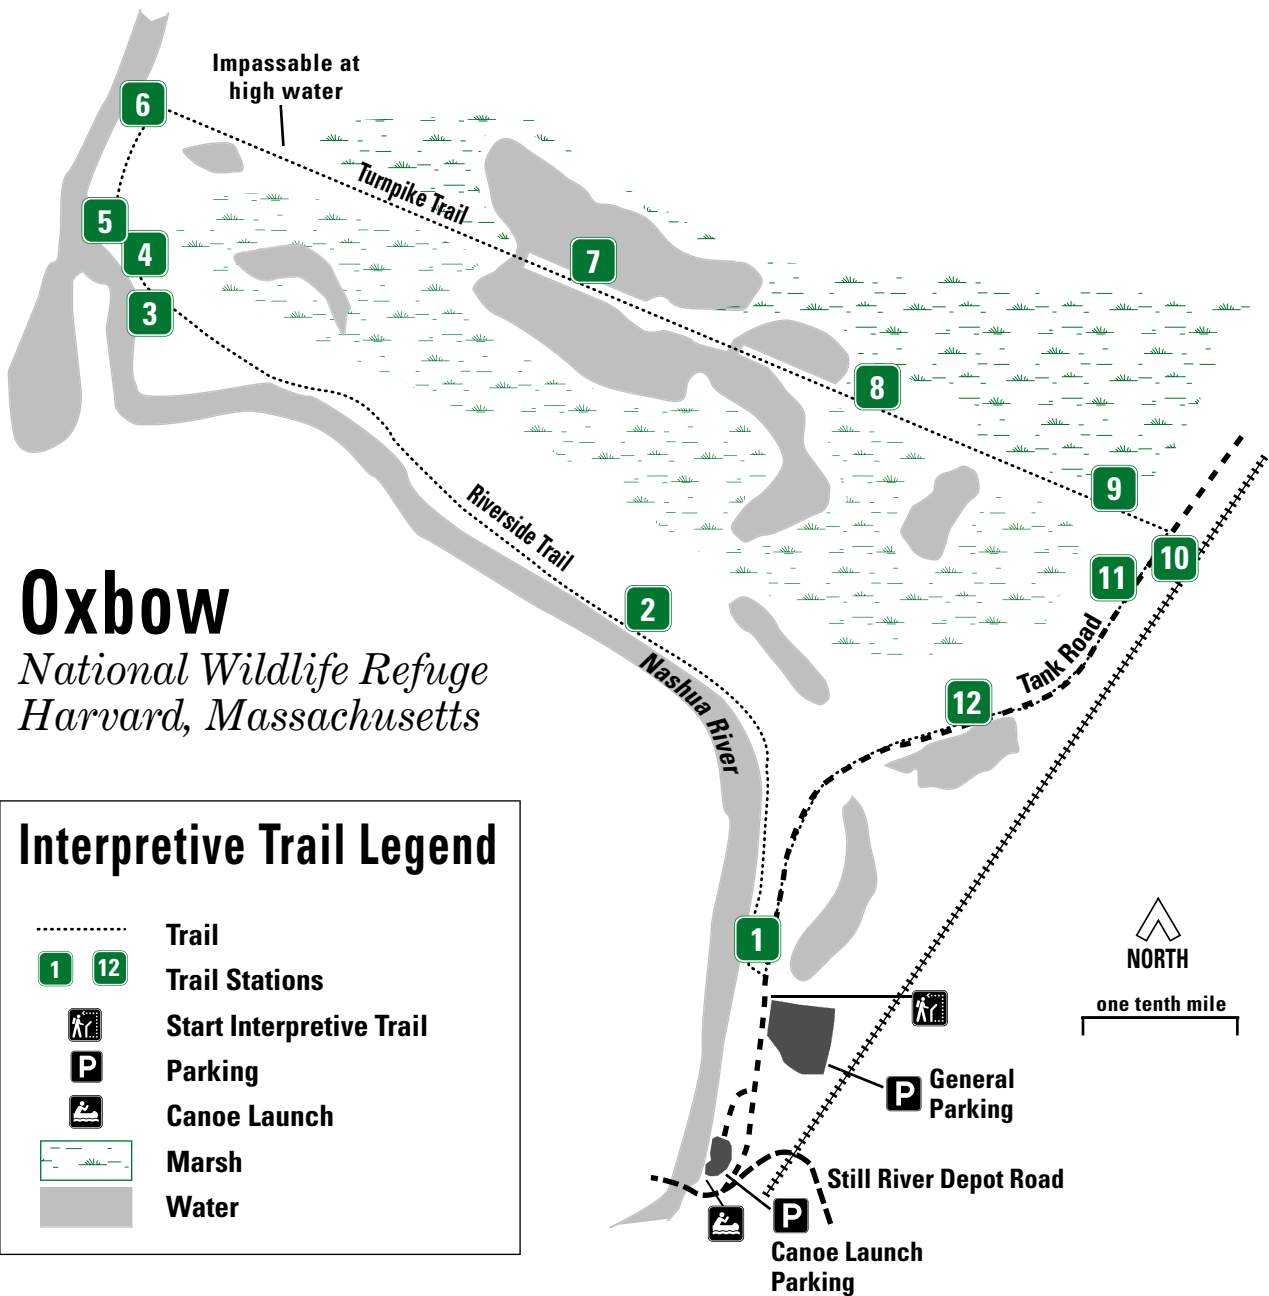 Impassable at
high water
6
Turnpike Trail
5
4
7
3
8
9
Riverside Trail
10
11
2
Oxbow
National Wildlife Refuge
Harvard, Massachusetts
Nashua River
Tank Road
12
Interpretive Trail Legend
Trail
1 12
Trail Stations
Start Interpretive Trail
P
Parking
Canoe Launch
Marsh
Water
1
NORTH
one tenth mile
P
General
Parking
Still River Depot Road
P
Canoe Launch
Parking